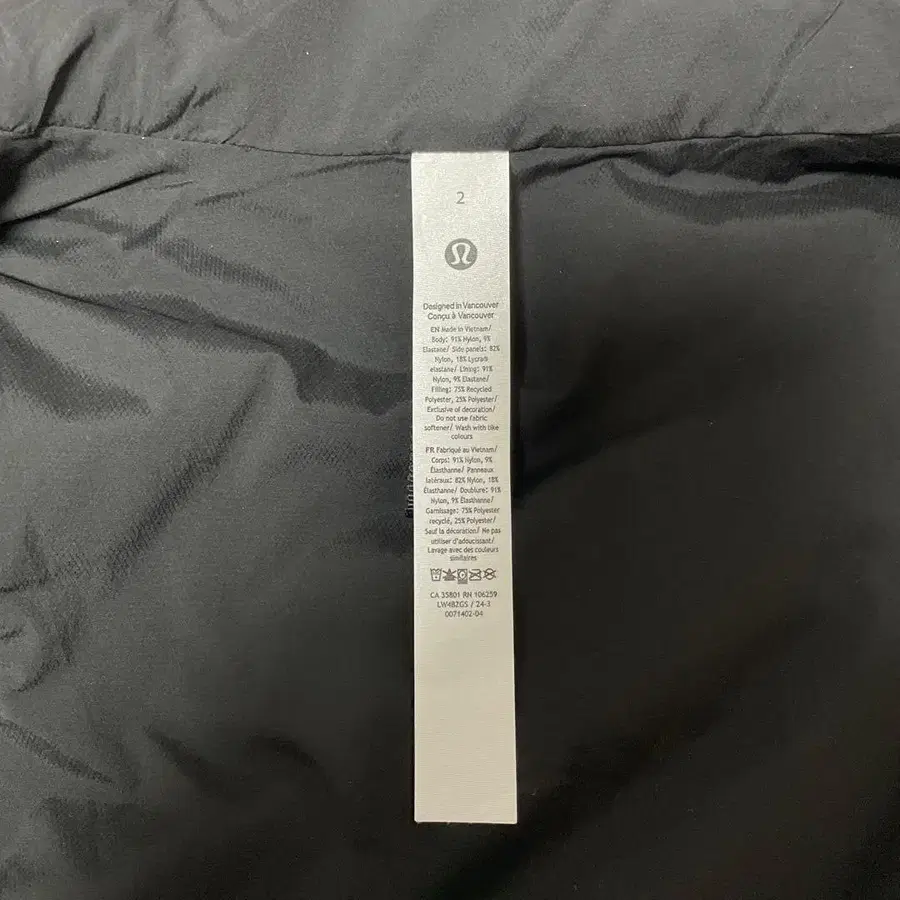 2
Designed in Vancouver
Conçu à Vancouver
EN Made in Vietnam/
Body: 91% Nylon, 9%
Elastane/ Side panels: 82%
Nylon, 18% Lycra®
elastane/ Lining: 91%
Nylon, 9% Elastane/
Filling: 75% Recycled
Polyester, 25% Polyester/
Exclusive of decoration/
Do not use fabric
softener/ Wash with like
colours
FR Fabriqué au Vietnam/
Corps: 91% Nylon, 9%
Élasthanne/ Panneaux
latéraux: 82% Nylon, 18%
Élasthanne/ Doublure: 91%
Nylon, 9% Élasthanne/
Garnissage: 75% Polyester
recyclé, 25% Polyester/
Sauf la décoration/ Ne pas
utiliser d'adoucissant/
Lavage avec des couleurs
similaires
CA 35801 RN 106259
LW4BZGS / 24-3
0071402-04